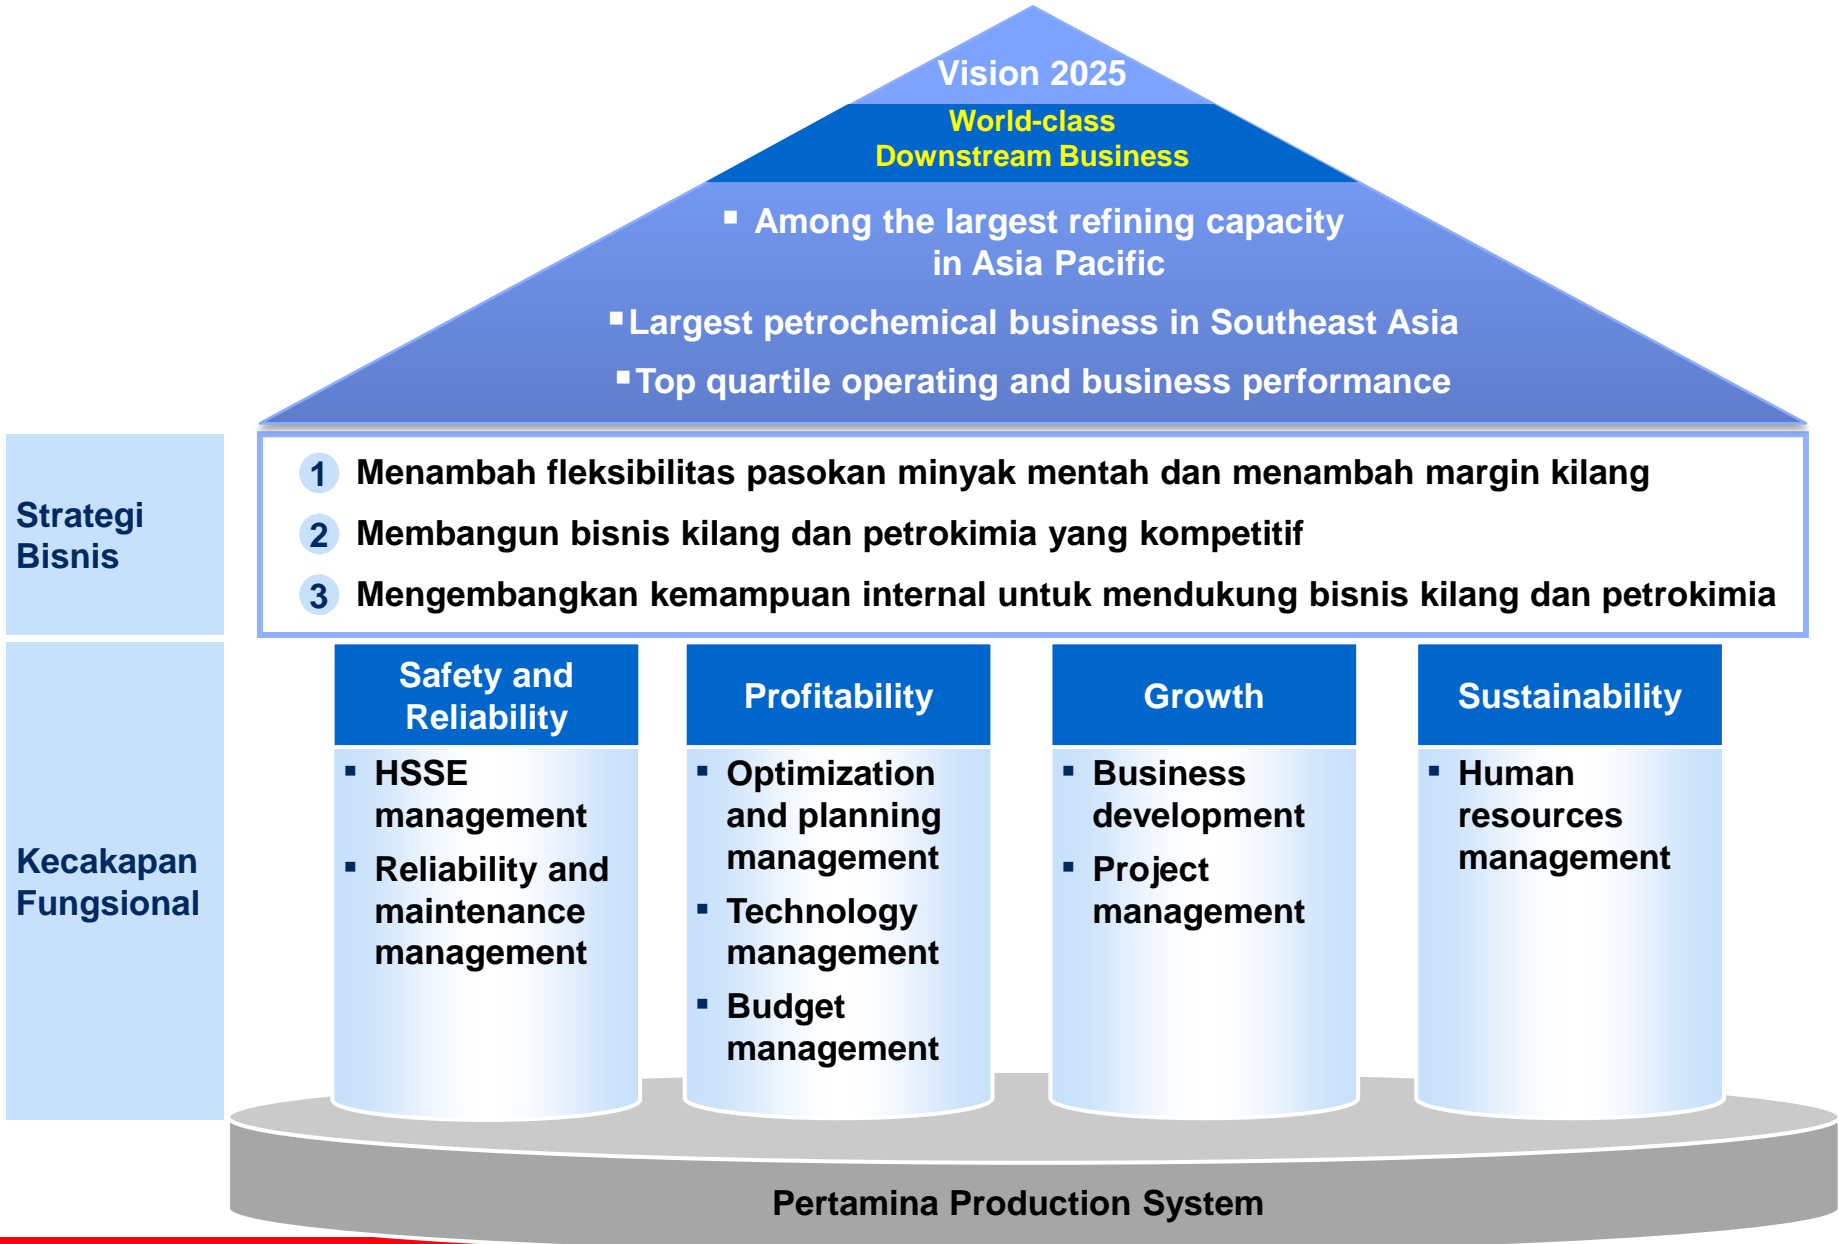 Vision 2025
World-class
Downstream Business
▪ Among the largest refining capacity
in Asia Pacific
▪ Largest petrochemical business in Southeast Asia
▪ Top quartile operating and business performance
Strategi
Bisnis
1 Menambah fleksibilitas pasokan minyak mentah dan menambah margin kilang
2 Membangun bisnis kilang dan petrokimia yang kompetitif
3 Mengembangkan kemampuan internal untuk mendukung bisnis kilang dan petrokimia
Kecakapan
Fungsional
Safety and
Reliability
▪ HSSE
management
▪ Reliability and
maintenance
management
Profitability
▪ Optimization
and planning
management
▪ Technology
management
▪ Budget
management
Growth
▪ Business
development
▪ Project
management
Sustainability
▪ Human
resources
management
Pertamina Production System